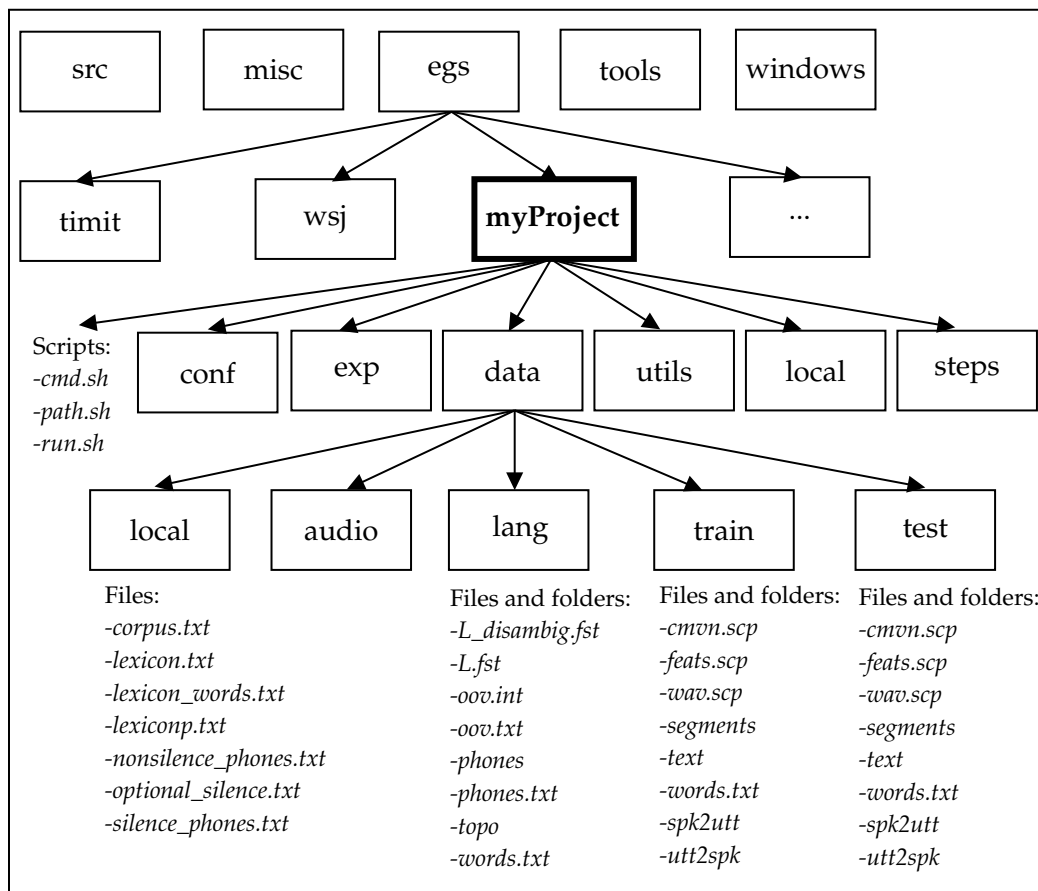 src
misc
egs
tools
windows
timit
wsj
myProject
...
Scripts:
-cmd.sh
-path.sh
-run.sh
conf
exp
data
utils
local
steps
local
audio
lang
train
test
Files:
-corpus.txt
-lexicon.txt
-lexicon_words.txt
-lexiconp.txt
-nonsilence_phones.txt
-optional_silence.txt
-silence_phones.txt
Files and folders:
-L_disambig.fst
-L.fst
-oov.int
-oov.txt
-phones
-phones.txt
-topo
-words.txt
Files and folders:
-cmvn.scp
-feats.scp
-wav.scp
-segments
-text
-words.txt
-spk2utt
-utt2spk
Files and folders:
-cmvn.scp
-feats.scp
-wav.scp
-segments
-text
-words.txt
-spk2utt
-utt2spk